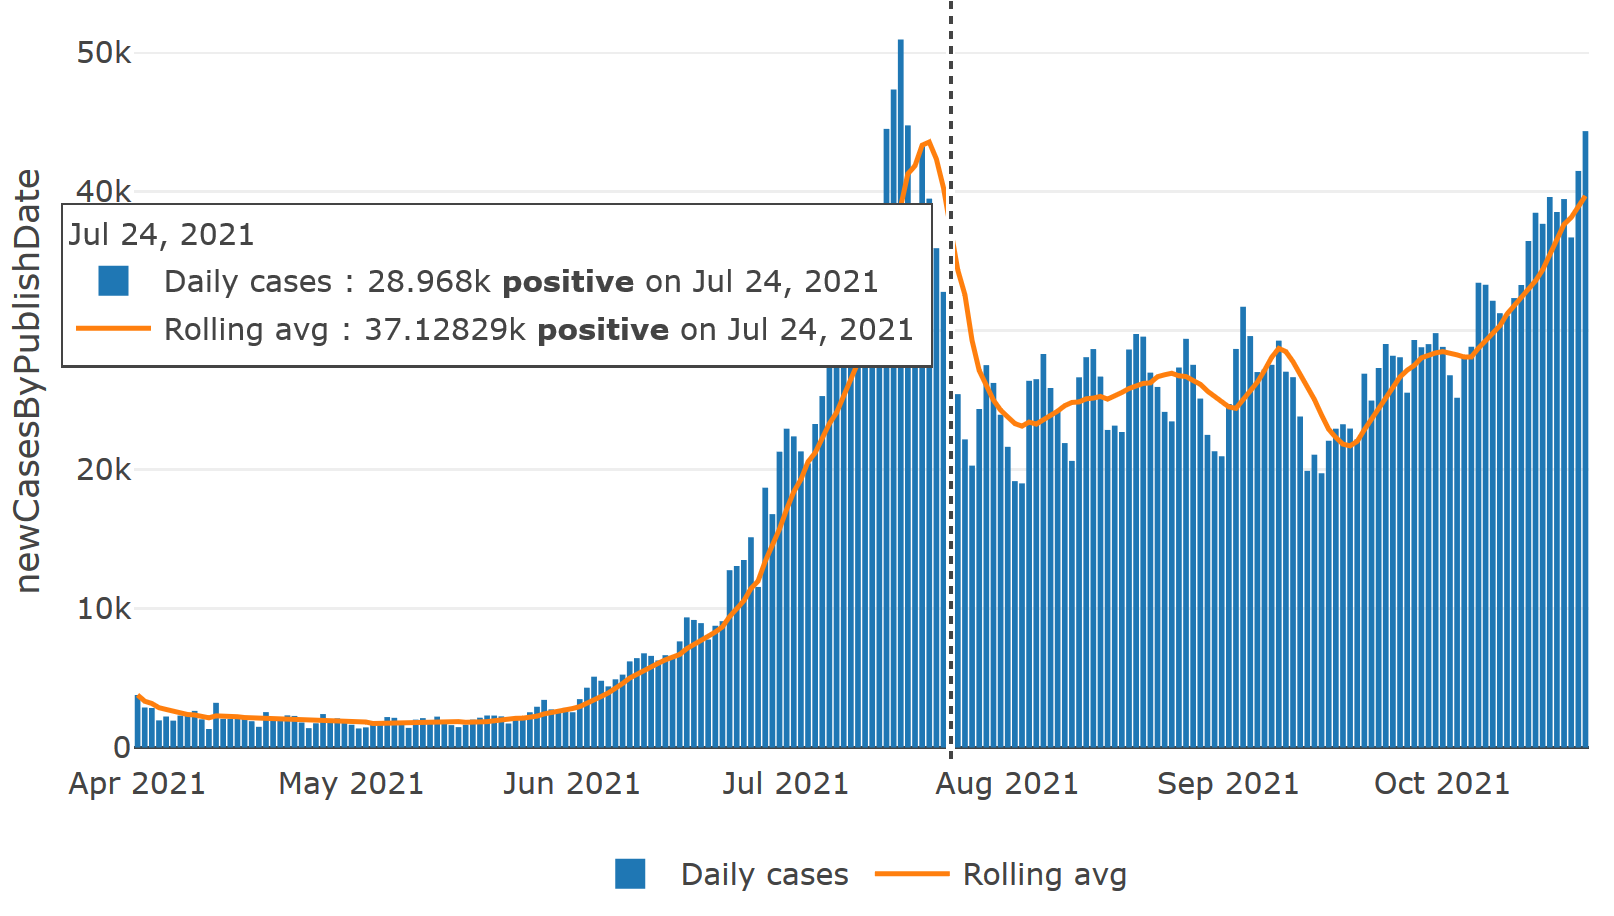 50k
40k
newCasesByPublishDate
Jul 24, 2021
Daily cases : 28.968k positive on Jul 24, 2021
Rolling avg : 37.12829k positive on Jul 24, 2021
20k
10k
0
Apr 2021 May 2021 Jun 2021 Jul 2021 Aug 2021 Sep 2021 Oct 2021
Daily cases Rolling avg